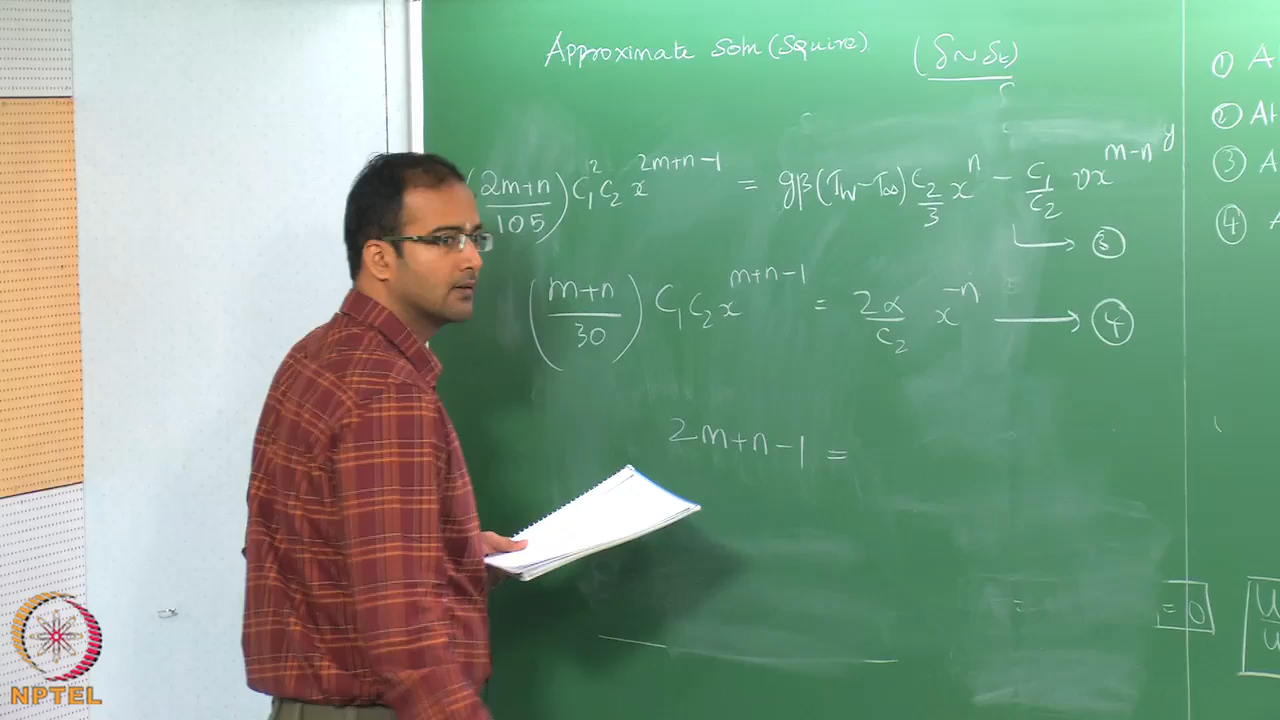 Approximate Soln (Squire) (δ ~ δt)
(2m+n / 105) C₁² C₂ x^{2m+n-1} = gβ(Tw - T∞) C₂/3 x^n - C₁/C₂ νx^{m-n}
y
③
((m+n)/30) C₁ C₂ x^{m+n-1} = 2α/C₂ x^{-n} → ④
2m+n-1 =
= 0
① A
②
③ A
④
NPTEL